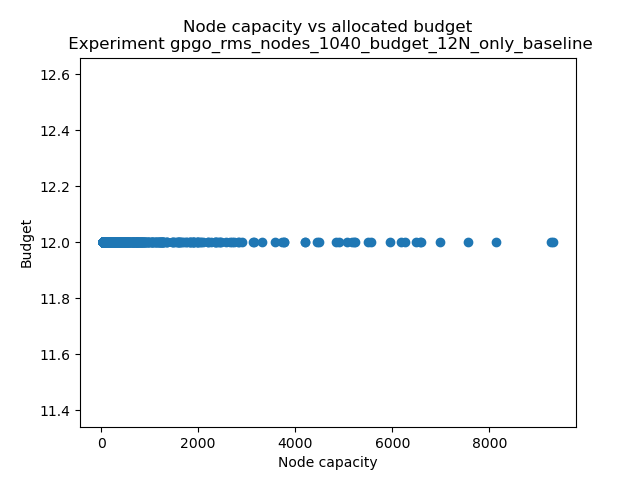 Node capacity vs allocated budget
Experiment gpgo_rms_nodes_1040_budget_12N_only_baseline
12.6
12.4
12.2
12.0
11.8
11.6
11.4
Budget
0 2000 4000 6000 8000
Node capacity